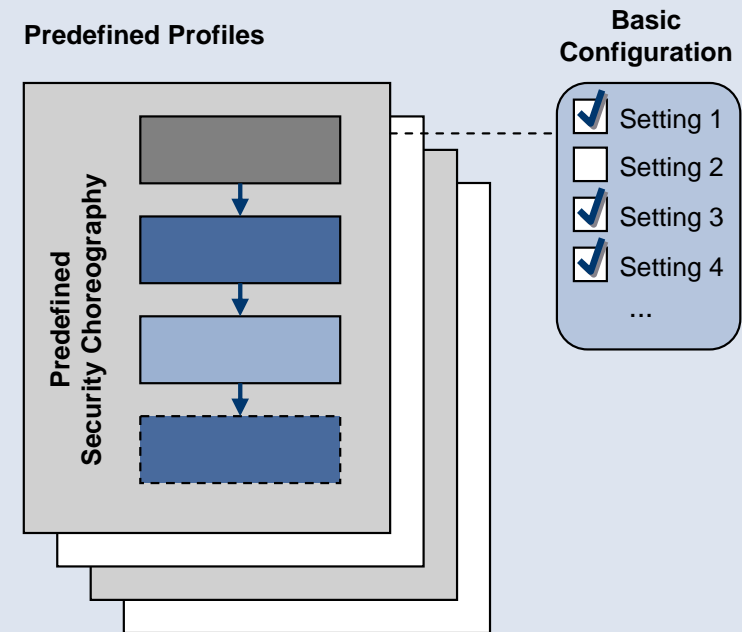 Predefined Profiles
Basic
Configuration
Predefined
Security Choreography
Setting 1
Setting 2
Setting 3
Setting 4
...